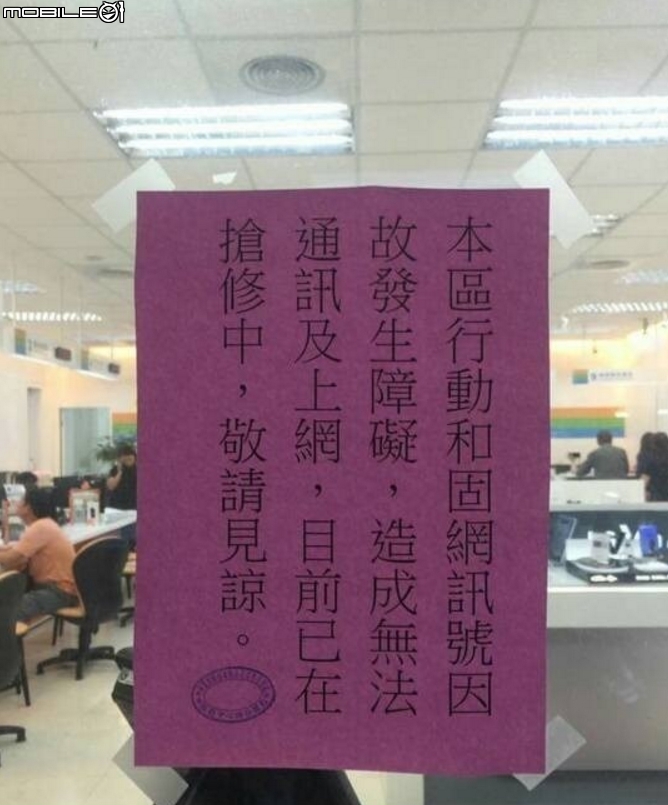 mobile01
本區行動和固網訊號因
故發生障礙，造成無法
通訊及上網，目前已在
搶修中，敬請見諒。